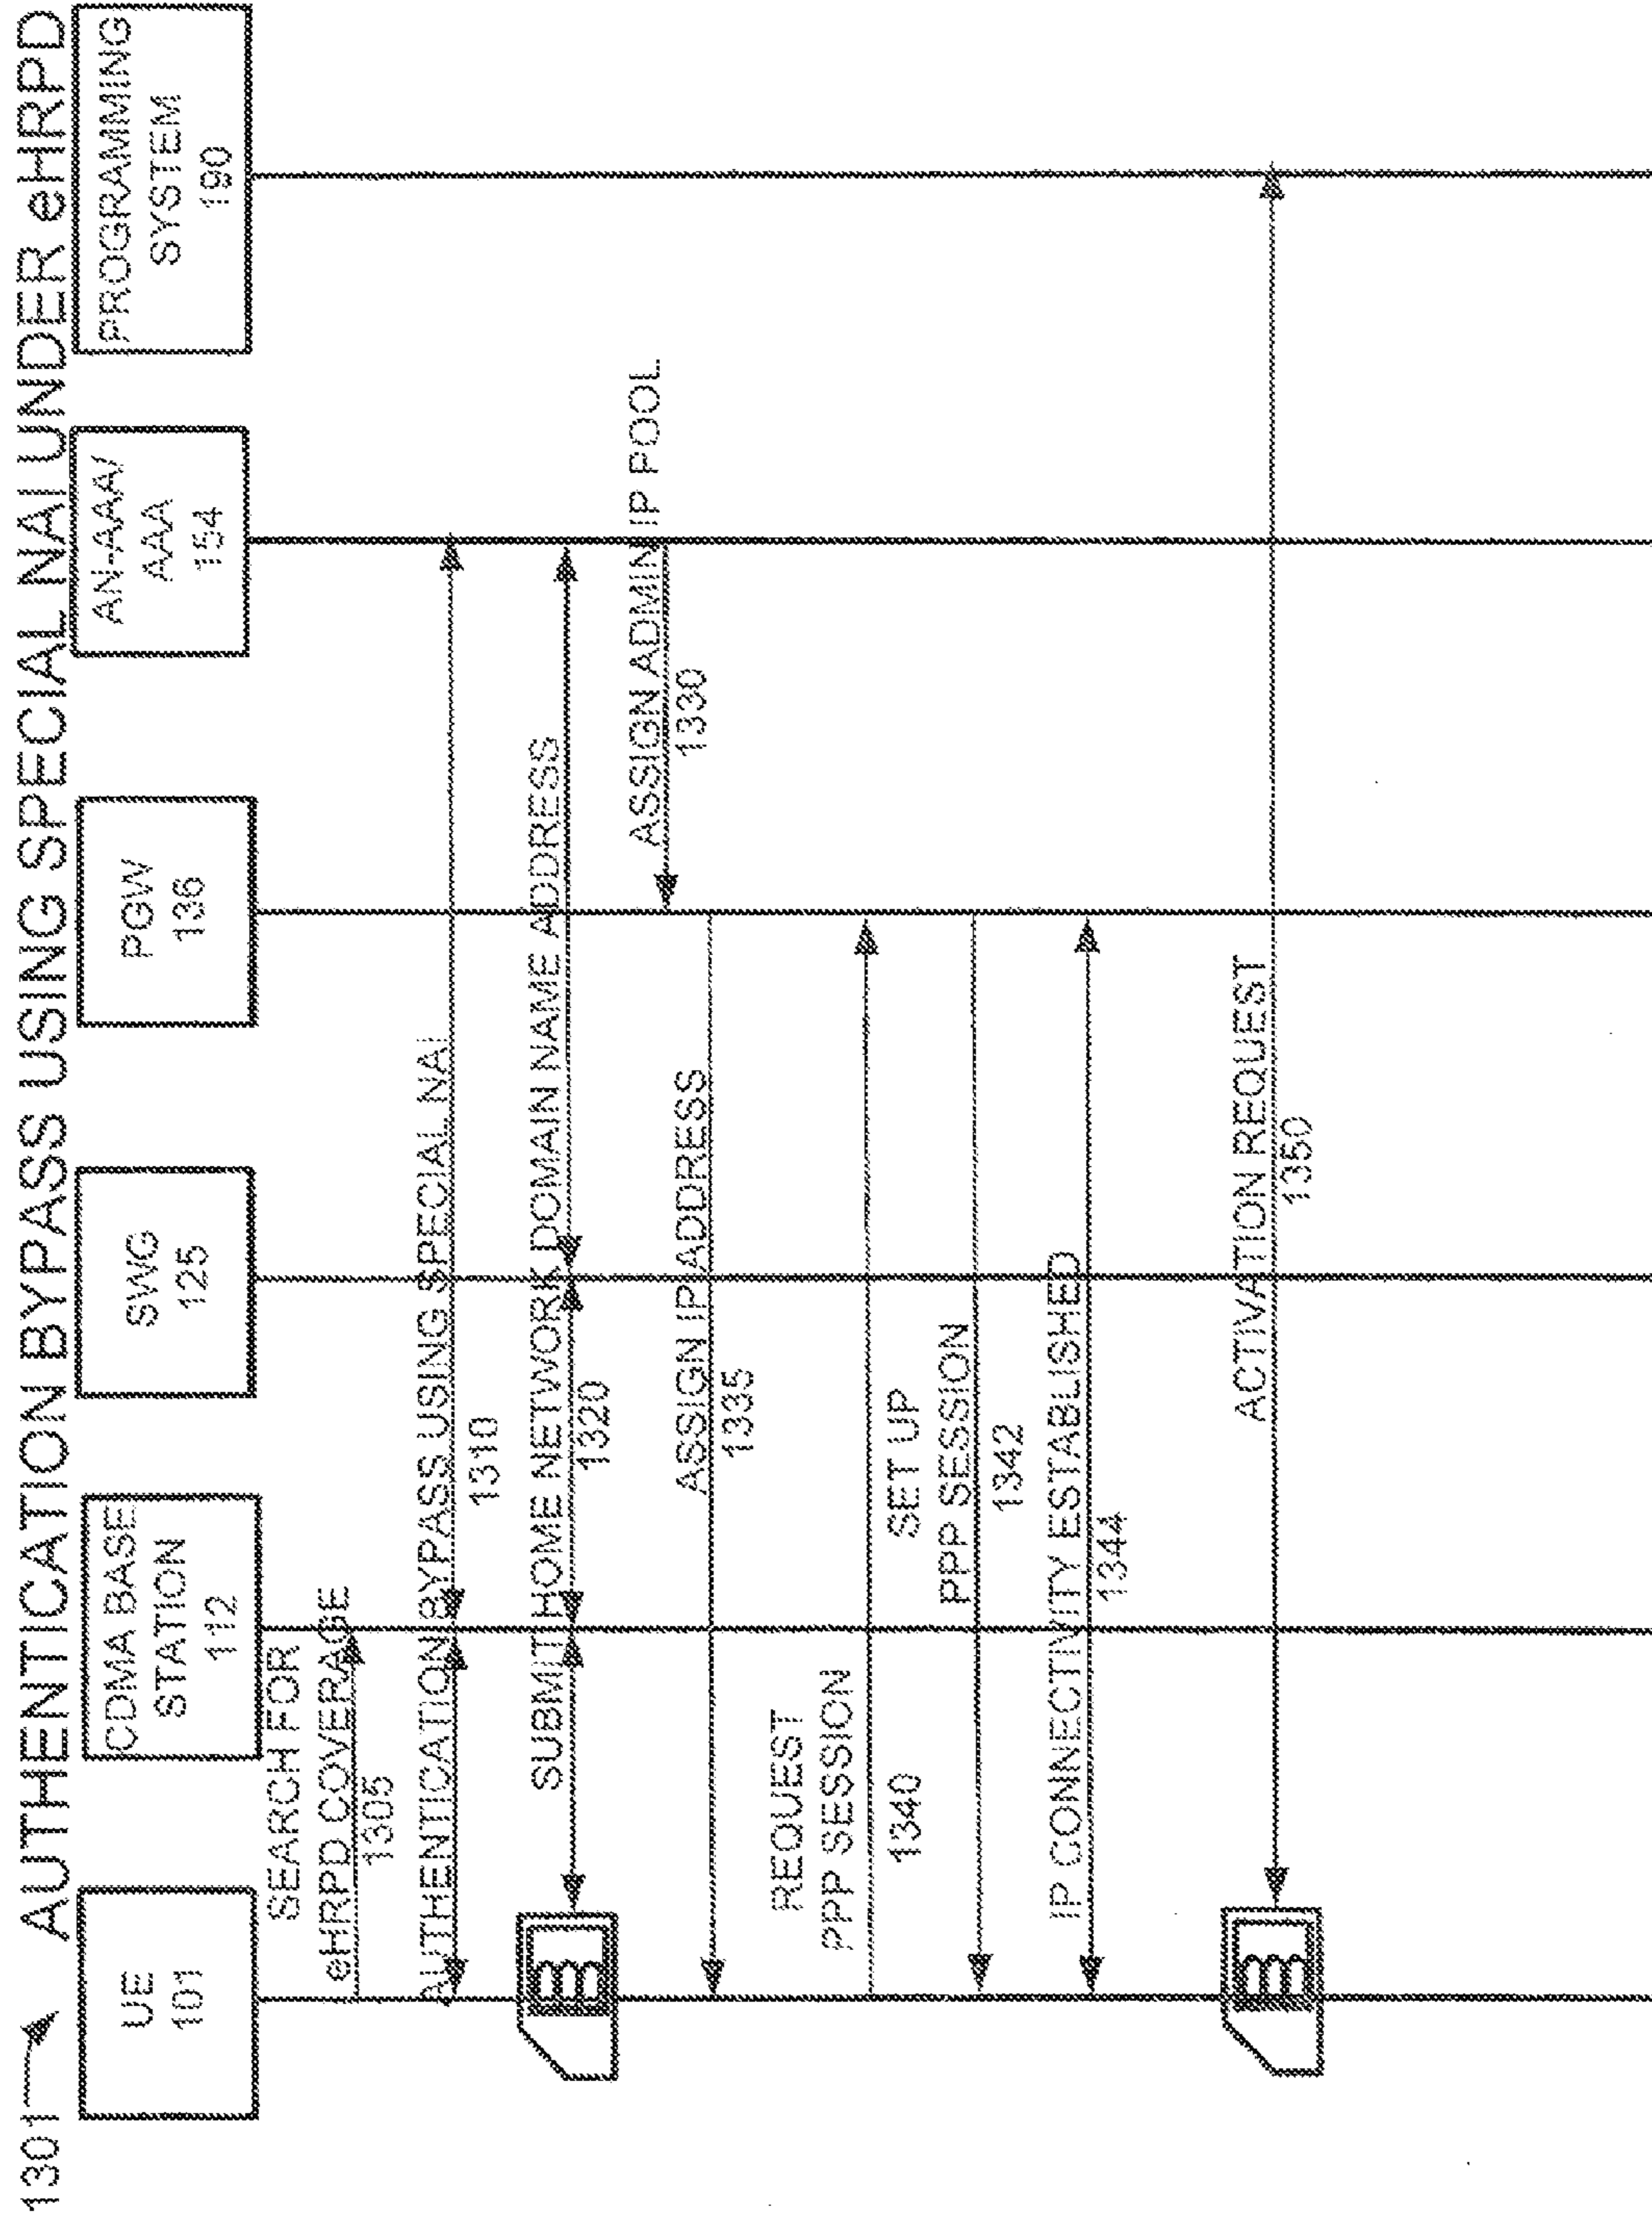 1301
AUTHENTICATION BYPASS USING SPECIAL NAI UNDER eHRPD
UE
101
CDMA BASE
STATION
112
SWG
125
PGW
136
AN-AAA/
AAA
154
PROGRAMMING
SYSTEM
190
SEARCH FOR
eHRPD COVERAGE
1305
AUTHENTICATION BYPASS USING SPECIAL NAI
1310
SUBMIT HOME NETWORK DOMAIN NAME ADDRESS
1320
ASSIGN ADMIN IP POOL
1330
ASSIGN IP ADDRESS
1335
REQUEST
PPP SESSION
1340
SET UP
PPP SESSION
1342
IP CONNECTIVITY ESTABLISHED
1344
ACTIVATION REQUEST
1350